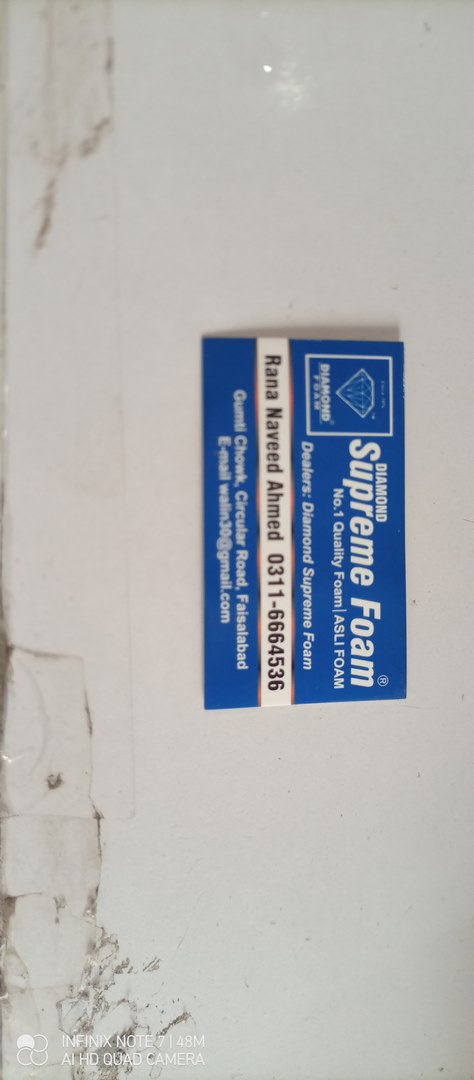 DIAMOND
FOAM
DIAMOND
Supreme Foam®
No.1 Quality Foam | ASLI FOAM
Dealers: Diamond Supreme Foam
Rana Naveed Ahmed 0311-6664536
Gumti Chowk, Circular Road, Faisalabad
E-mail walin30@gmail.com
INFINIX NOTE 7 | 48M
AI HD QUAD CAMERA